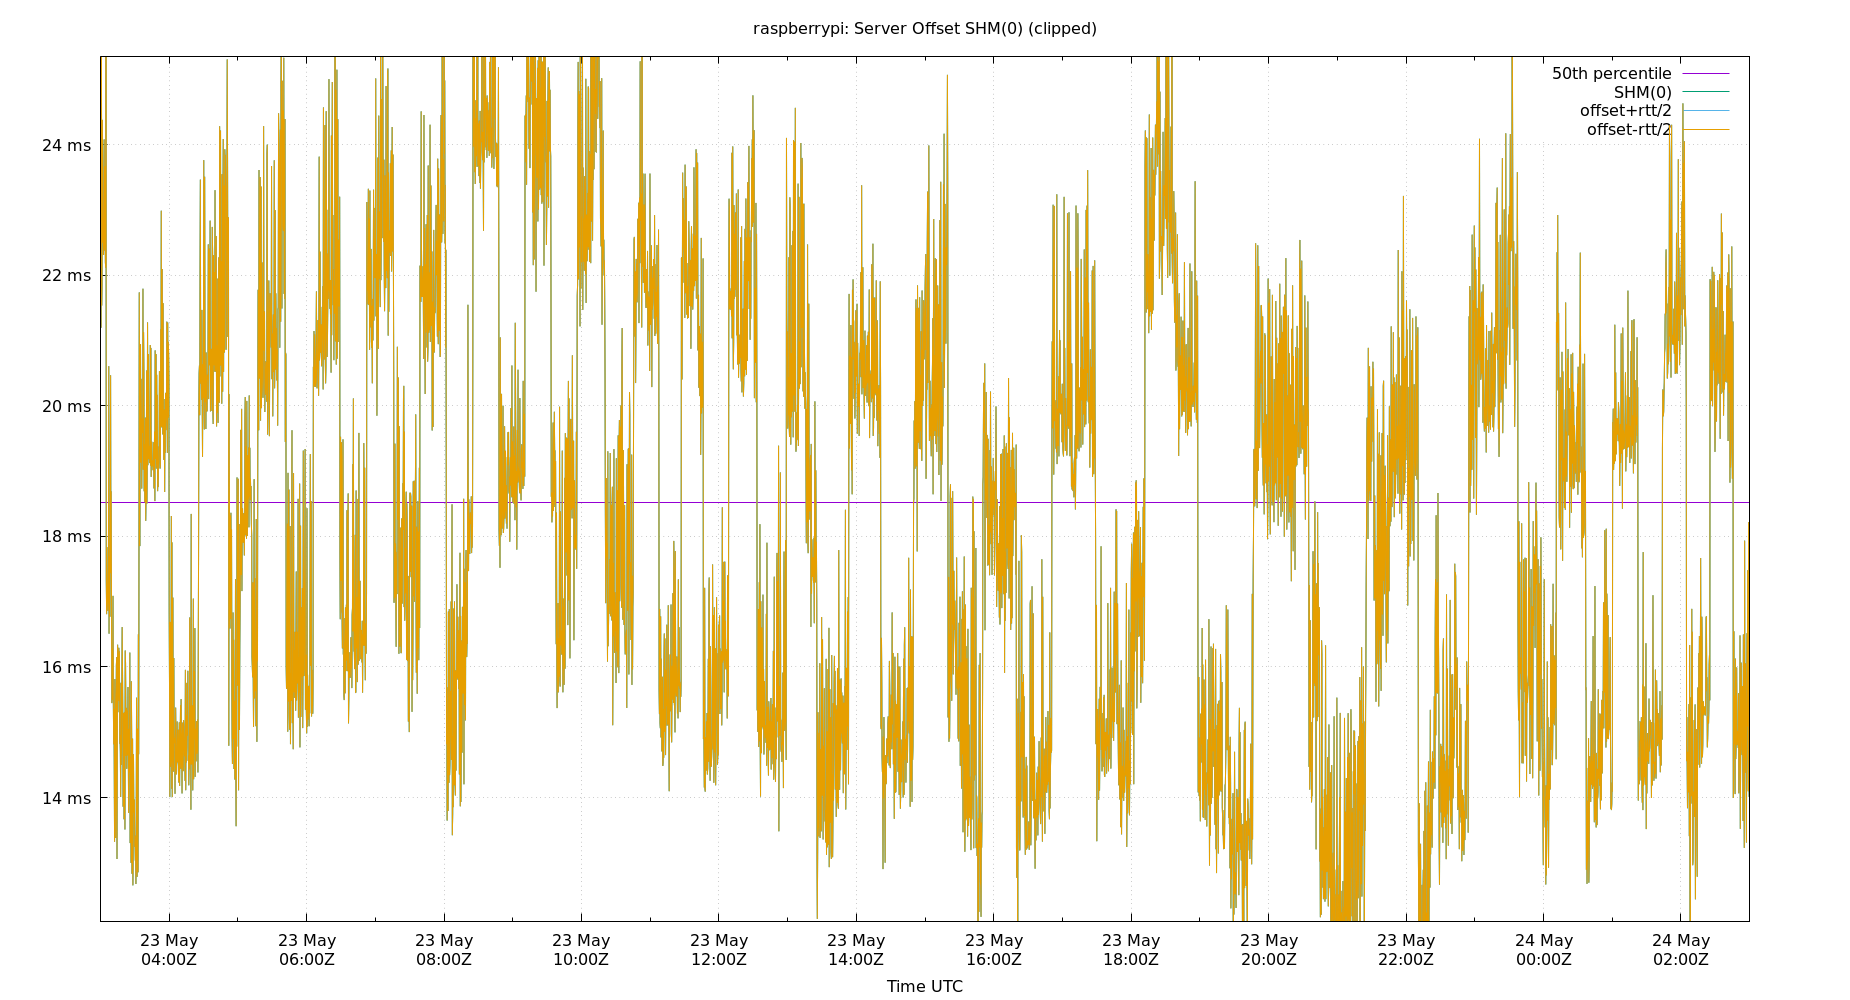 raspberrypi: Server Offset SHM(0) (clipped)
50th percentile
SHM(0)
offset+rtt/2
offset-rtt/2
24 ms
22 ms
20 ms
18 ms
16 ms
14 ms
23 May 23 May 23 May 23 May 23 May 23 May 23 May 23 May 23 May 23 May 24 May 24 May
04:00Z 06:00Z 08:00Z 10:00Z 12:00Z 14:00Z 16:00Z 18:00Z 20:00Z 22:00Z 00:00Z 02:00Z
Time UTC